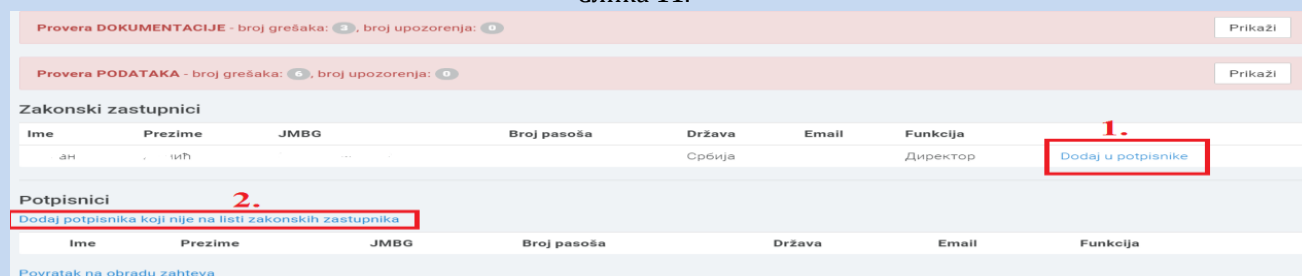 Слика 11.
Provera DOKUMENTACIJE - broj grešaka: 3, broj upozorenja: 0 Prikaži
Provera PODATAKA - broj grešaka: 6, broj upozorenja: 0 Prikaži
Zakonski zastupnici
1.
Ime Prezime JMBG Broj pasoša Država Email Funkcija
Србија Директор Dodaj u potpisnike
Potpisnici
2.
Dodaj potpisnika koji nije na listi zakonskih zastupnika
Ime Prezime JMBG Broj pasoša Država Email Funkcija
Povratak na obradu zahteva